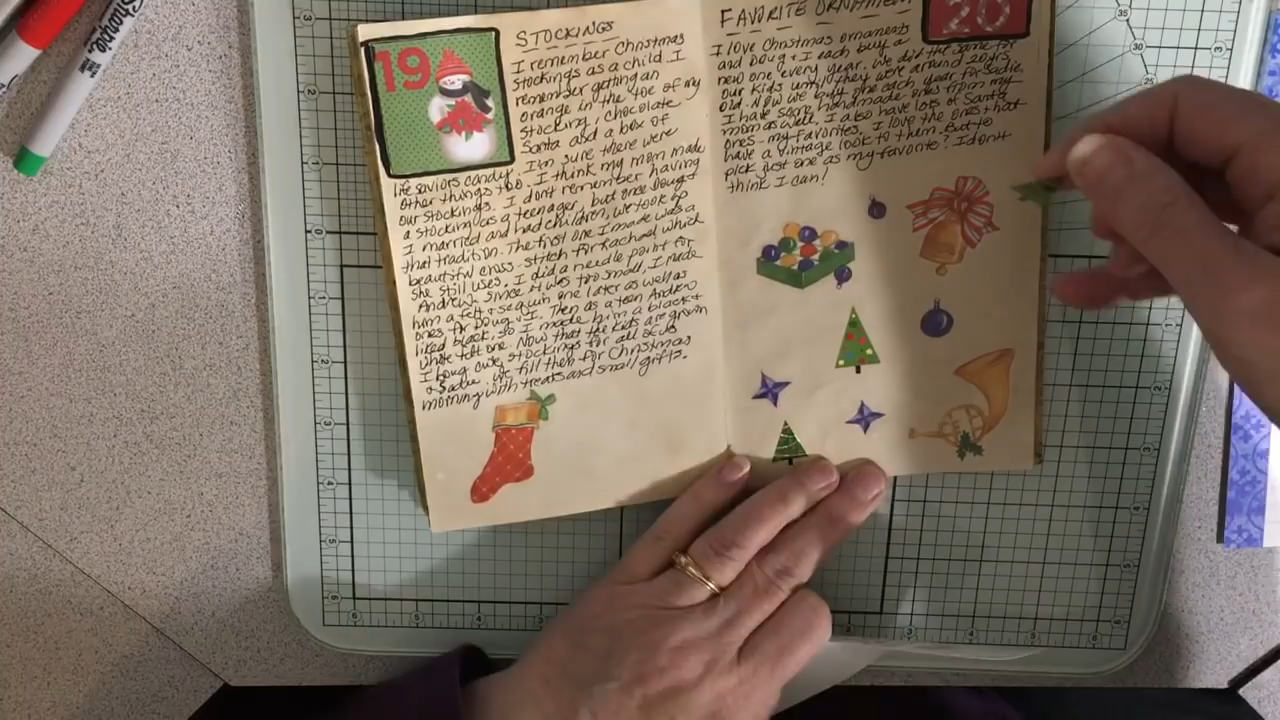 STOCKINGS
19
I remember Christmas
stockings as a child. I
remember getting an
orange in the toe of my
stocking, chocolate
Santa and a box of
life saviors candy. I'm sure there were
other things too. I think my mom made
our stockings. I don't remember having
a stocking as a teenager, but once Doug &
I married and had children, we took up
that tradition. The first one I made was a
beautiful cross-stitch for Rachael which
she still uses. I did a needle point for
Andrew, since it was too small, I made
him a felt & sequin one later as well as
ones for Doug & I. Then as a teen Andrew
liked black, so I made him a black &
white felt one. Now that the kids are grown
I stockings for all of us
& Sadie, we fill them for Christmas
morning with treats and small gifts.
FAVORITE ORNAMENT
20
I love Christmas ornaments
and Doug & I each buy a
new one every year. We did the same for
our kids until they were around 20 yrs.
old. Now we buy one each year for Sadie.
I have some handmade ones from my
mom as well. I also have lots of Santa
ones - my favorites. I love the ones that
have a vintage look to them. But to
pick just one as my favorite? I don't
think I can!
Sharpie